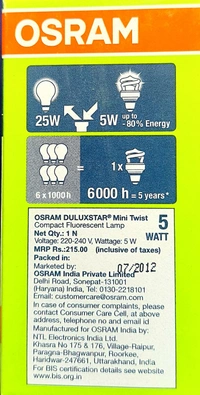 OSRAM
25W
5W
up to
-80% Energy
6 x 1000 h
=
1x
6000 h = 5 years*
OSRAM DULUXSTAR® Mini Twist
Compact Fluorescent Lamp
Net Qty.: 1 N
Voltage: 220-240 V, Wattage: 5 W
MRP Rs.:215.00 (inclusive of taxes)
Packed in:
Marketed by: 07/2012
OSRAM India Private Limited
Delhi Road, Sonepat-131001
(Haryana) India, Tel: 0130-2218101
Email: customercare@osram.com
In case of consumer complaints, please
contact Consumer Care Cell, at above
address, telephone no and email id
Manufactured for OSRAM India by:
NTL Electronics India Ltd.
Khasra No 175 & 176, Village-Raipur,
Paragna-Bhagwanpur, Roorkee,
Haridwar-247661, Uttarakhand, India
For BIS certification details see website
www.bis.org.in
5
WATT